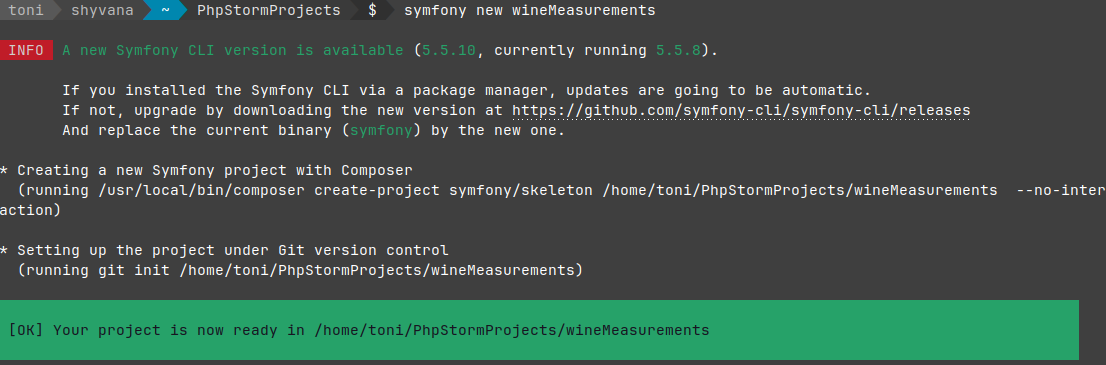 toni shyvana ~ PhpStormProjects $ symfony new wineMeasurements
INFO A new Symfony CLI version is available (5.5.10, currently running 5.5.8).
If you installed the Symfony CLI via a package manager, updates are going to be automatic.
If not, upgrade by downloading the new version at https://github.com/symfony-cli/symfony-cli/releases
And replace the current binary (symfony) by the new one.
* Creating a new Symfony project with Composer
(running /usr/local/bin/composer create-project symfony/skeleton /home/toni/PhpStormProjects/wineMeasurements  --no-inter
action)
* Setting up the project under Git version control
(running git init /home/toni/PhpStormProjects/wineMeasurements)
[OK] Your project is now ready in /home/toni/PhpStormProjects/wineMeasurements